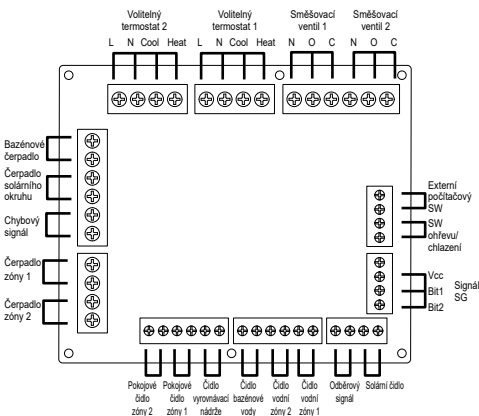 Volitelný
termostat 2
Volitelný
termostat 1
Směšovací
ventil 1
Směšovací
ventil 2
L N Cool Heat
L N Cool Heat
N O C
N O C
Bazénové
čerpadlo
Čerpadlo
solárního
okruhu
Chybový
signál
Čerpadlo
zóny 1
Čerpadlo
zóny 2
Externí
počítačový
SW
SW
ohřevu/
chlazení
Vcc
Bit1
Bit2
Signál
SG
Pokojové
čidlo
zóny 2
Pokojové
čidlo
zóny 1
Čidlo
vyrovnávací
nádrže
Čidlo
bazénové
vody
Čidlo
vodní
zóny 2
Čidlo
vodní
zóny 1
Odběrový
signál
Solární čidlo